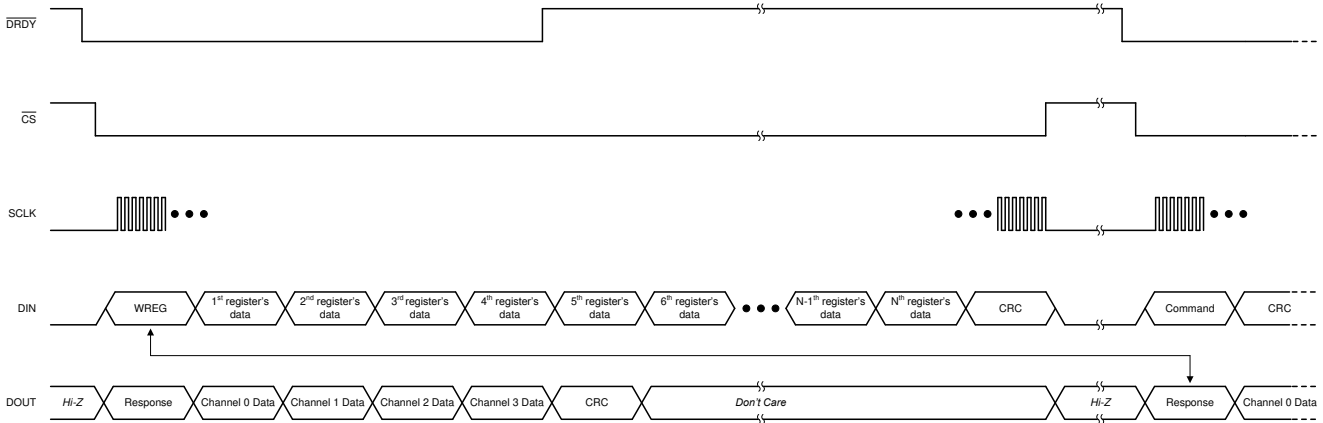 DRDY
CS
SCLK
DIN
WREG
1st register's
data
2nd register's
data
3rd register's
data
4th register's
data
5th register's
data
6th register's
data
N-1th register's
data
Nth register's
data
CRC
Command
CRC
DOUT
Hi-Z
Response
Channel 0 Data
Channel 1 Data
Channel 2 Data
Channel 3 Data
CRC
Don't Care
Hi-Z
Response
Channel 0 Data